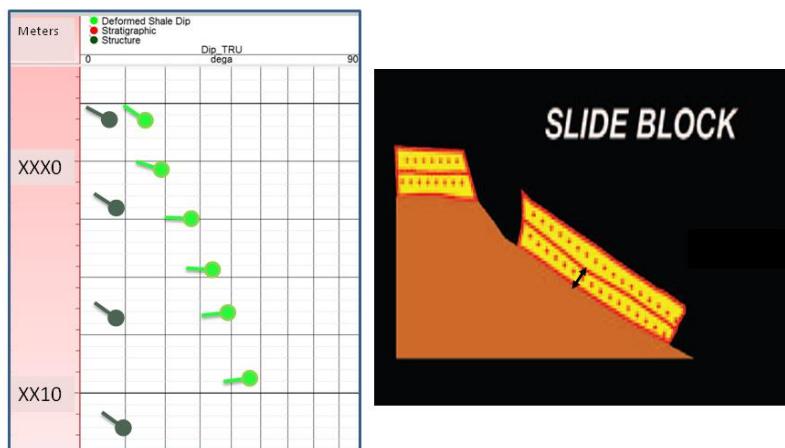 Meters
Deformed Shale Dip
Stratigraphic
Structure
Dip_TRU
0 dega 90
XXX0
XX10
SLIDE BLOCK